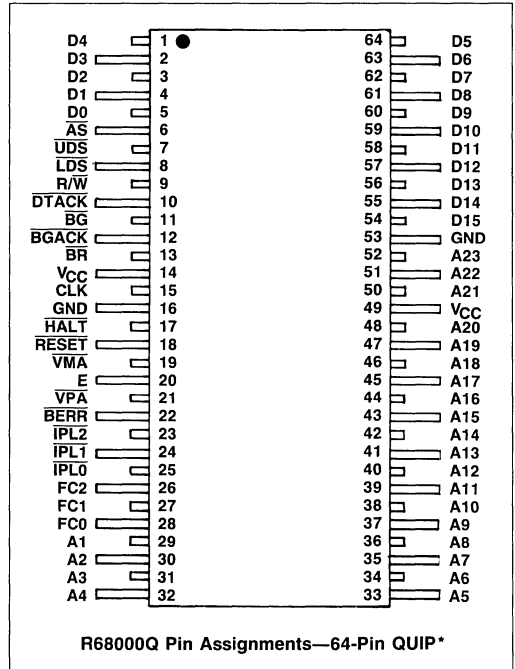 D4 1 64 D5
D3 2 63 D6
D2 3 62 D7
D1 4 61 D8
D0 5 60 D9
AS 6 59 D10
UDS 7 58 D11
LDS 8 57 D12
R/W 9 56 D13
DTACK 10 55 D14
BG 11 54 D15
BGACK 12 53 GND
BR 13 52 A23
VCC 14 51 A22
CLK 15 50 A21
GND 16 49 VCC
HALT 17 48 A20
RESET 18 47 A19
VMA 19 46 A18
E 20 45 A17
VPA 21 44 A16
BERR 22 43 A15
IPL2 23 42 A14
IPL1 24 41 A13
IPL0 25 40 A12
FC2 26 39 A11
FC1 27 38 A10
FC0 28 37 A9
A1 29 36 A8
A2 30 35 A7
A3 31 34 A6
A4 32 33 A5
R68000Q Pin Assignments—64-Pin QUIP*